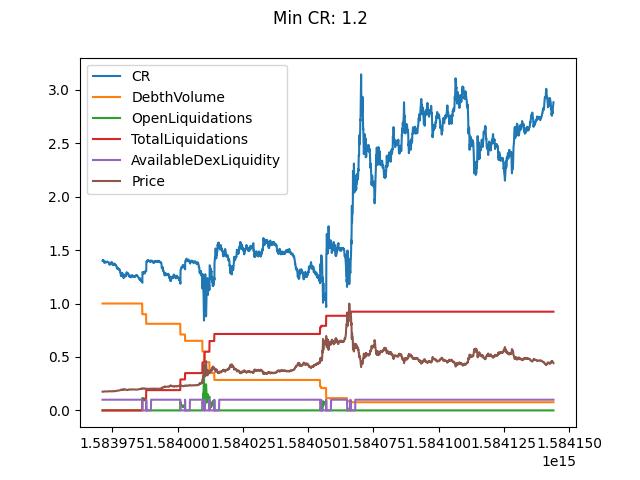 Min CR: 1.2
CR
DebthVolume
OpenLiquidations
TotalLiquidations
AvailableDexLiquidity
Price
3.0
2.5
2.0
1.5
1.0
0.5
0.0
1.583975 1.584000 1.584025 1.584050 1.584075 1.584100 1.584125 1.584150
1e15